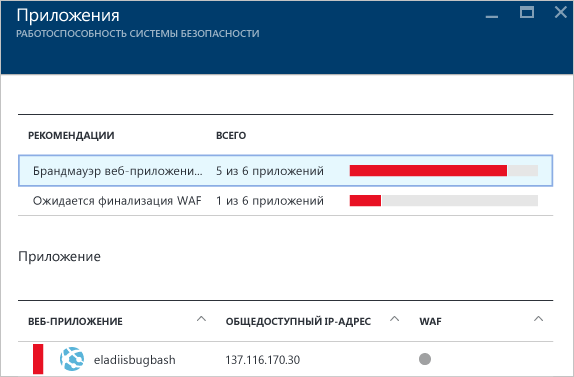 Приложения
РАБОТОСПОСОБНОСТЬ СИСТЕМЫ БЕЗОПАСНОСТИ
РЕКОМЕНДАЦИИ ВСЕГО
Брандмауэр веб-приложени... 5 из 6 приложений
Ожидается финализация WAF 1 из 6 приложений
Приложение
ВЕБ-ПРИЛОЖЕНИЕ ОБЩЕДОСТУПНЫЙ IP-АДРЕС WAF
eladiisbugbash 137.116.170.30